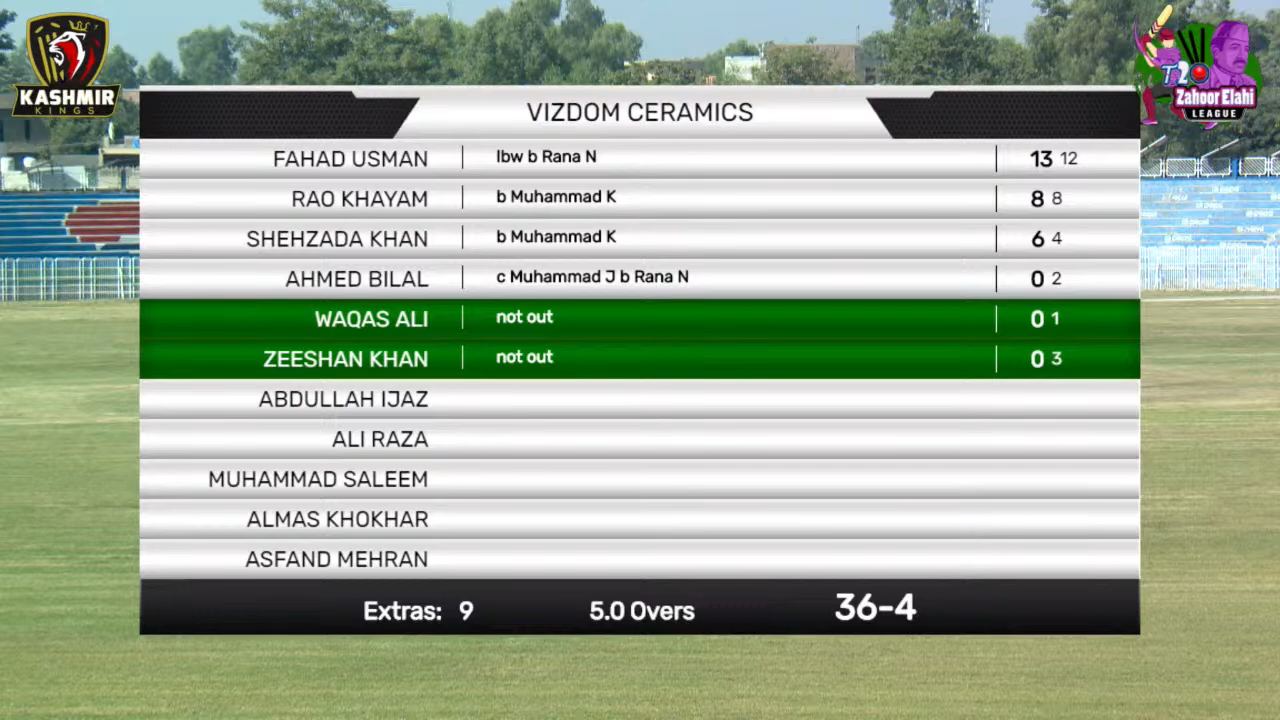 KASHMIR
KINGS
T20
Zahoor Elahi
LEAGUE
VIZDOM CERAMICS
FAHAD USMAN lbw b Rana N 13 12
RAO KHAYAM b Muhammad K 8 8
SHEHZADA KHAN b Muhammad K 6 4
AHMED BILAL c Muhammad J b Rana N 0 2
WAQAS ALI not out 0 1
ZEESHAN KHAN not out 0 3
ABDULLAH IJAZ
ALI RAZA
MUHAMMAD SALEEM
ALMAS KHOKHAR
ASFAND MEHRAN
Extras: 9 5.0 Overs 36-4